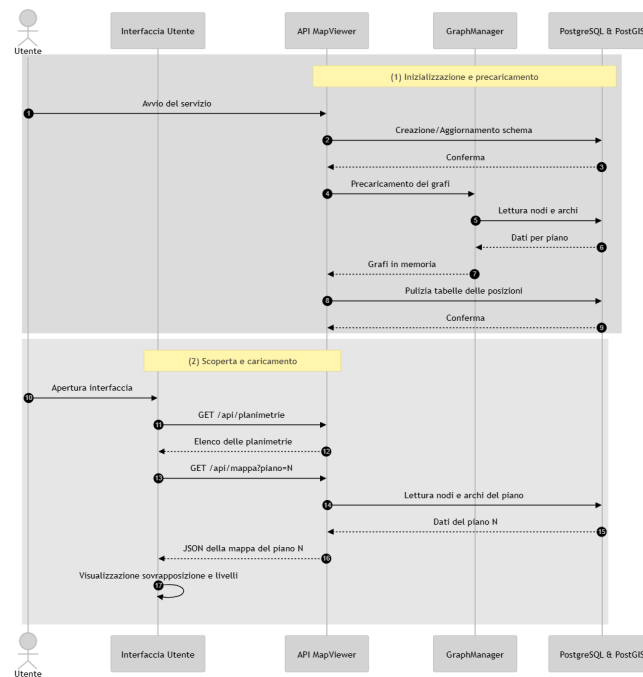 Utente
Interfaccia Utente
API MapViewer
GraphManager
PostgreSQL & PostGIS
(1) Inizializzazione e precaricamento
Avvio del servizio
1
2
Creazione/Aggiornamento schema
Conferma
3
Precaricamento dei grafi
4
Lettura nodi e archi
5
Dati per piano
6
Grafi in memoria
7
Pulizia tabelle delle posizioni
8
Conferma
9
(2) Scoperta e caricamento
Apertura interfaccia
10
GET /api/planimetrie
11
Elenco delle planimetrie
12
GET /api/mappa?piano=N
13
Lettura nodi e archi del piano
14
Dati del piano N
15
JSON della mappa del piano N
16
Visualizzazione sovrapposizione e livelli
17
Utente
Interfaccia Utente
API MapViewer
GraphManager
PostgreSQL & PostGIS